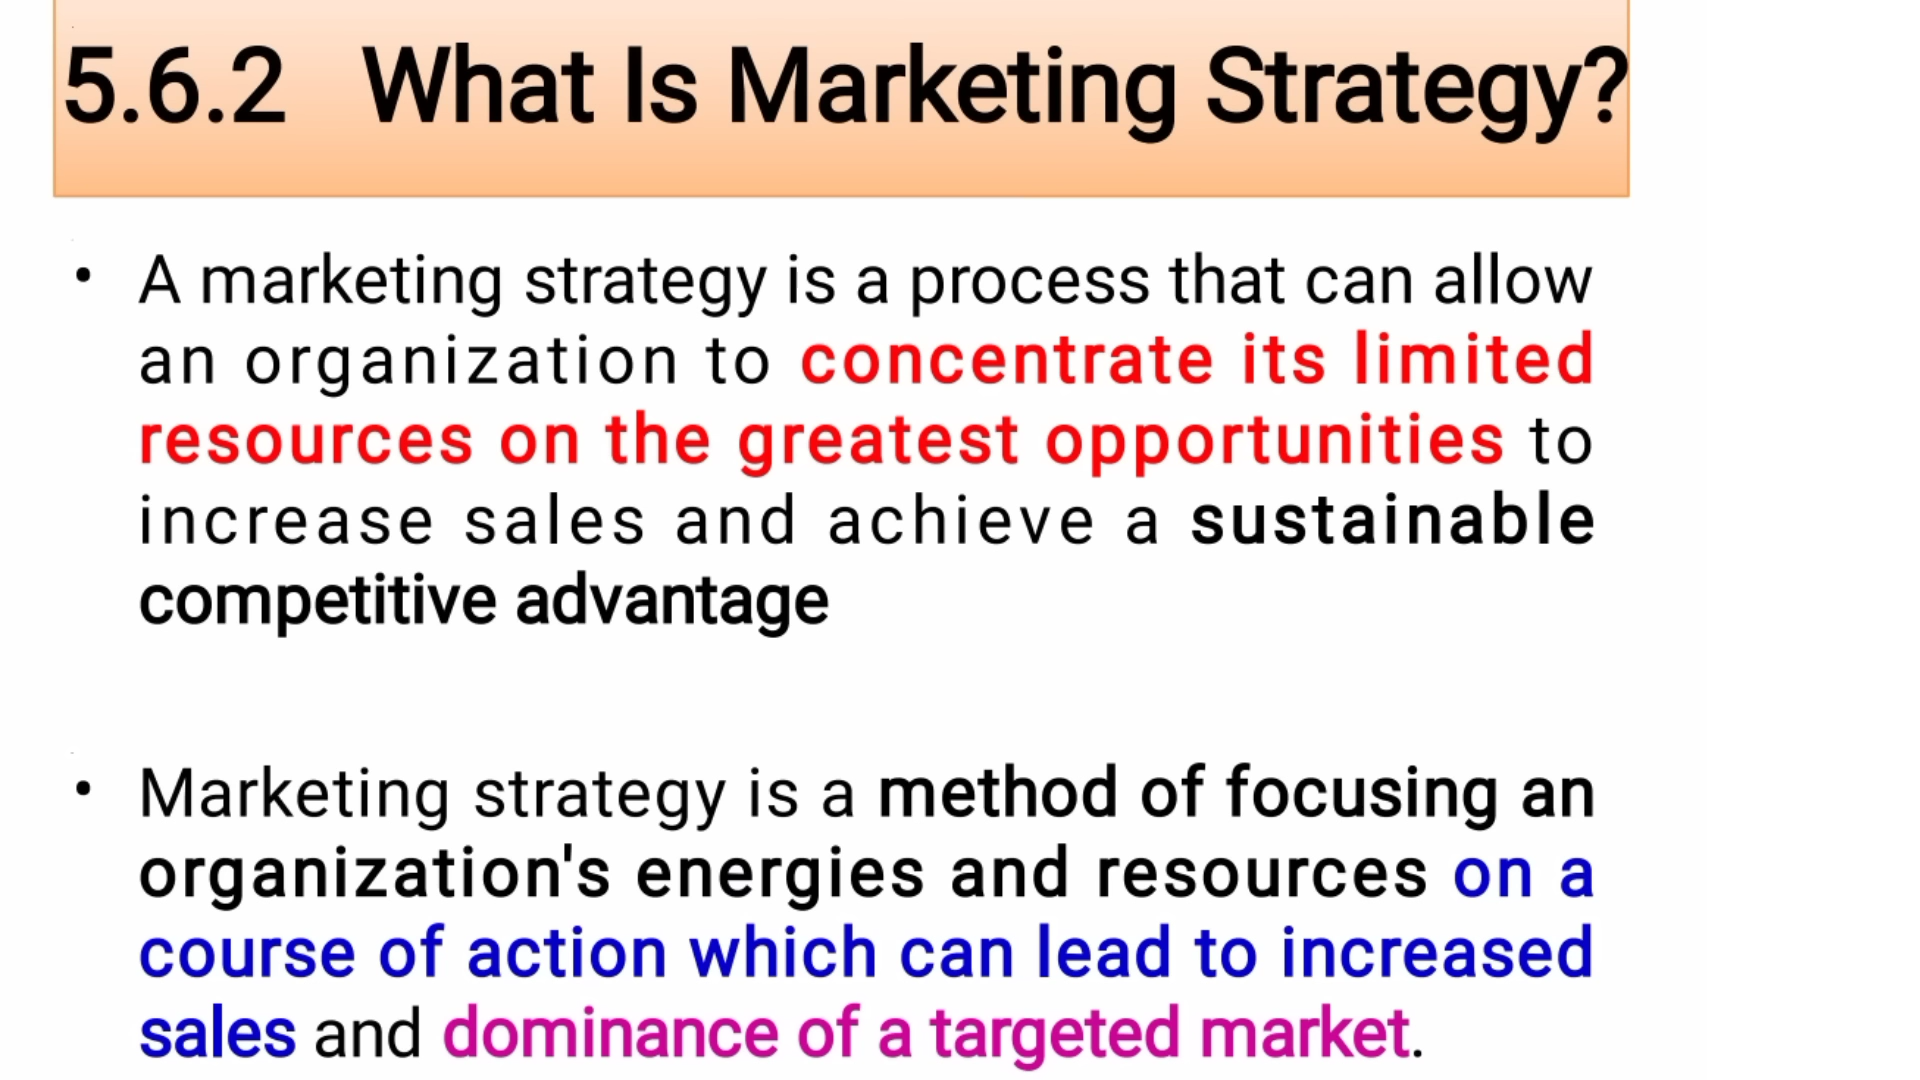 5.6.2 What Is Marketing Strategy?
• A marketing strategy is a process that can allow
an organization to concentrate its limited
resources on the greatest opportunities to
increase sales and achieve a sustainable
competitive advantage
• Marketing strategy is a method of focusing an
organization's energies and resources on a
course of action which can lead to increased
sales and dominance of a targeted market.